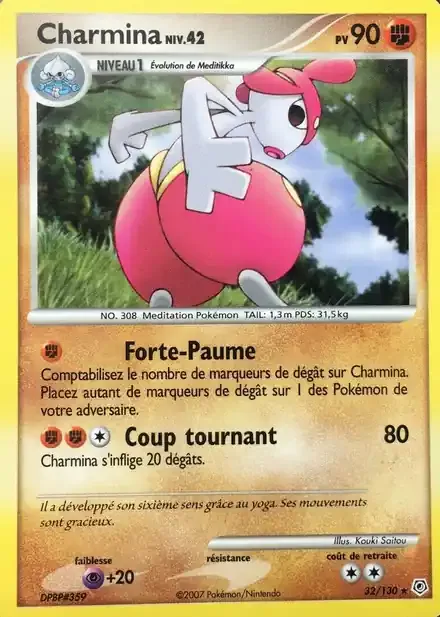 Charmina NIV.42 PV 90
NIVEAU 1 Évolution de Meditikka
NO. 308 Meditation Pokémon TAIL: 1,3 m PDS: 31,5 kg
Forte-Paume
Comptabilisez le nombre de marqueurs de dégât sur Charmina.
Placez autant de marqueurs de dégât sur 1 des Pokémon de
votre adversaire.
Coup tournant 80
Charmina s'inflige 20 dégâts.
Il a développé son sixième sens grâce au yoga. Ses mouvements
sont gracieux.
Illus. Kouki Saitou
faiblesse résistance coût de retraite
+20
DPBP#359 ©2007 Pokémon/Nintendo 32/130 ★